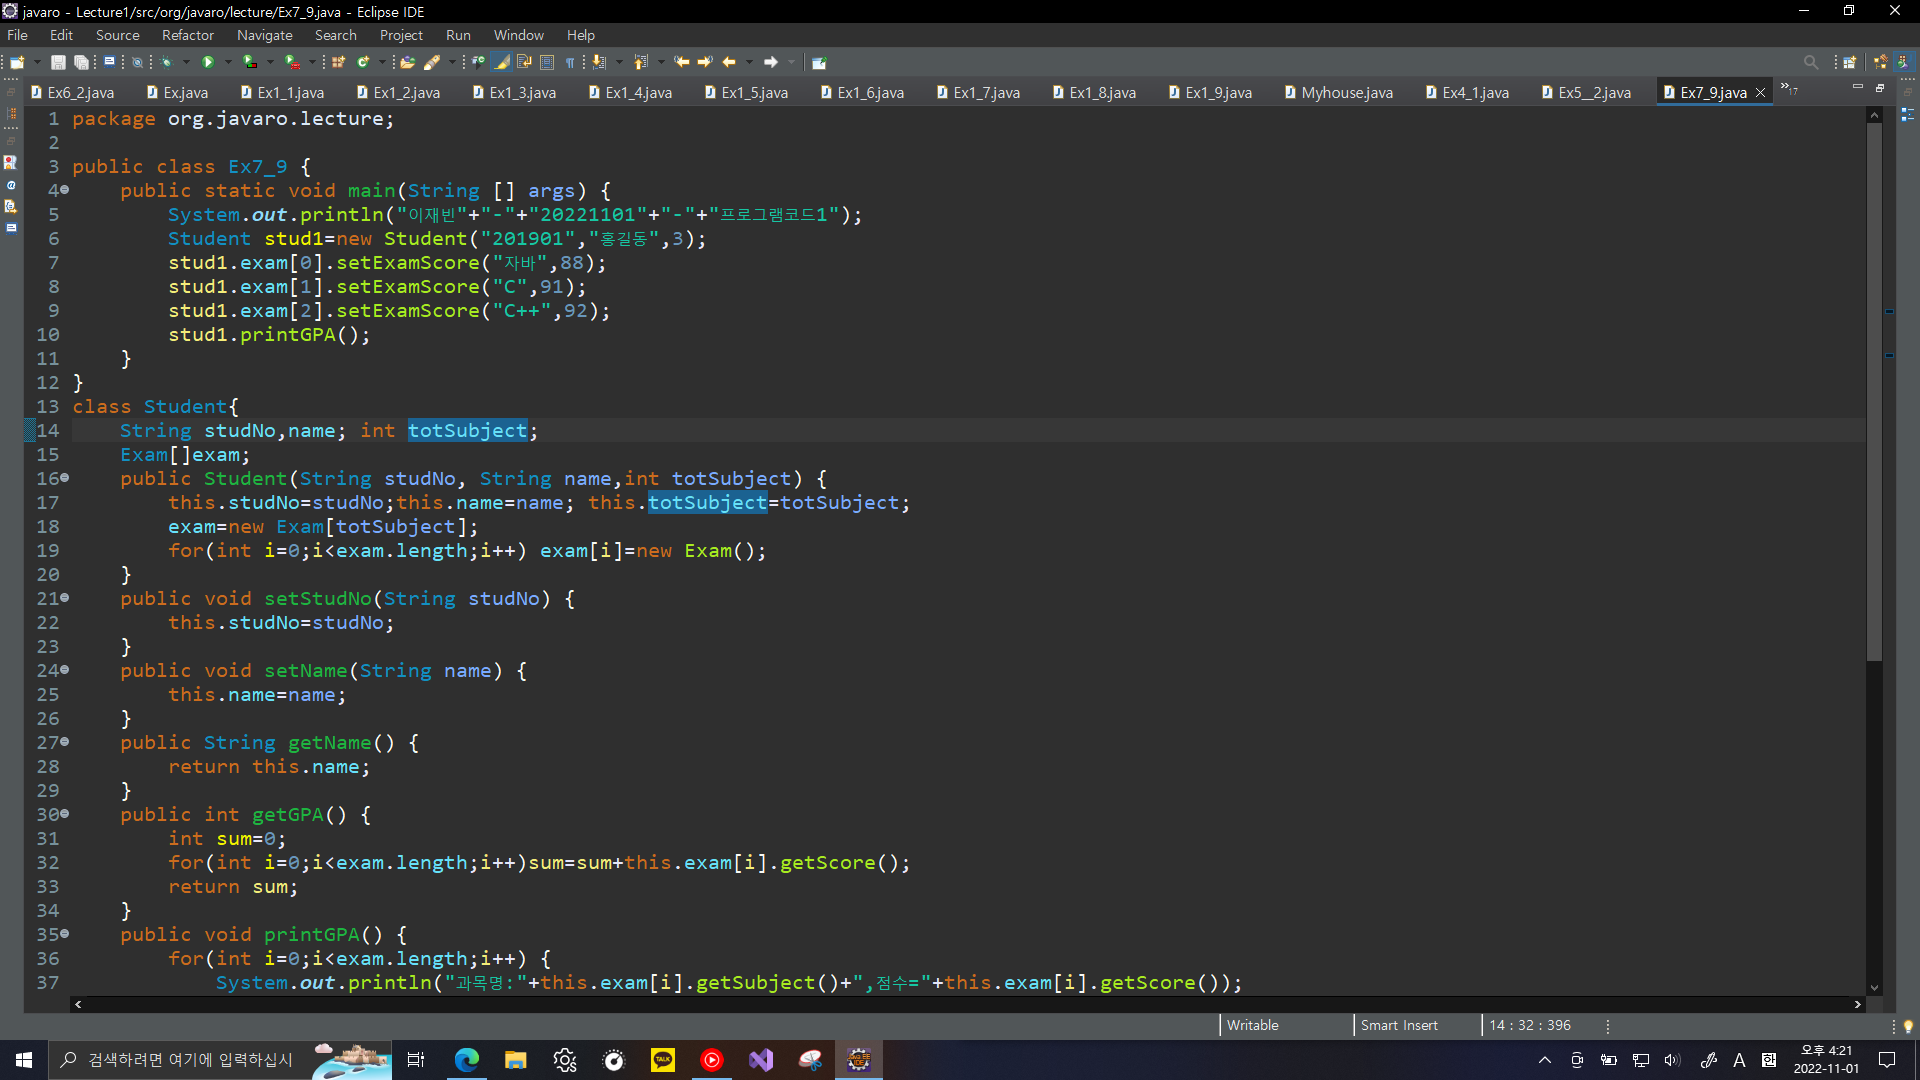 javaro - Lecture1/src/org/javaro/lecture/Ex7_9.java - Eclipse IDE
File Edit Source Refactor Navigate Search Project Run Window Help
Ex6_2.java Ex.java Ex1_1.java Ex1_2.java Ex1_3.java Ex1_4.java Ex1_5.java Ex1_6.java Ex1_7.java Ex1_8.java Ex1_9.java Myhouse.java Ex4_1.java Ex5__2.java Ex7_9.java »17
1 package org.javaro.lecture;
2
3 public class Ex7_9 {
4     public static void main(String [] args) {
5         System.out.println("이재빈"+"-"+"20221101"+"-"+"프로그램코드1");
6         Student stud1=new Student("201901","홍길동",3);
7         stud1.exam[0].setExamScore("자바",88);
8         stud1.exam[1].setExamScore("C",91);
9         stud1.exam[2].setExamScore("C++",92);
10         stud1.printGPA();
11     }
12 }
13 class Student{
14     String studNo,name; int totSubject;
15     Exam[]exam;
16     public Student(String studNo, String name,int totSubject) {
17         this.studNo=studNo;this.name=name; this.totSubject=totSubject;
18         exam=new Exam[totSubject];
19         for(int i=0;i<exam.length;i++) exam[i]=new Exam();
20     }
21     public void setStudNo(String studNo) {
22         this.studNo=studNo;
23     }
24     public void setName(String name) {
25         this.name=name;
26     }
27     public String getName() {
28         return this.name;
29     }
30     public int getGPA() {
31         int sum=0;
32         for(int i=0;i<exam.length;i++)sum=sum+this.exam[i].getScore();
33         return sum;
34     }
35     public void printGPA() {
36         for(int i=0;i<exam.length;i++) {
37             System.out.println("과목명:"+this.exam[i].getSubject()+",점수="+this.exam[i].getScore());
Writable Smart Insert 14 : 32 : 396
검색하려면 여기에 입력하십시
TALK
A
오후 4:21
2022-11-01